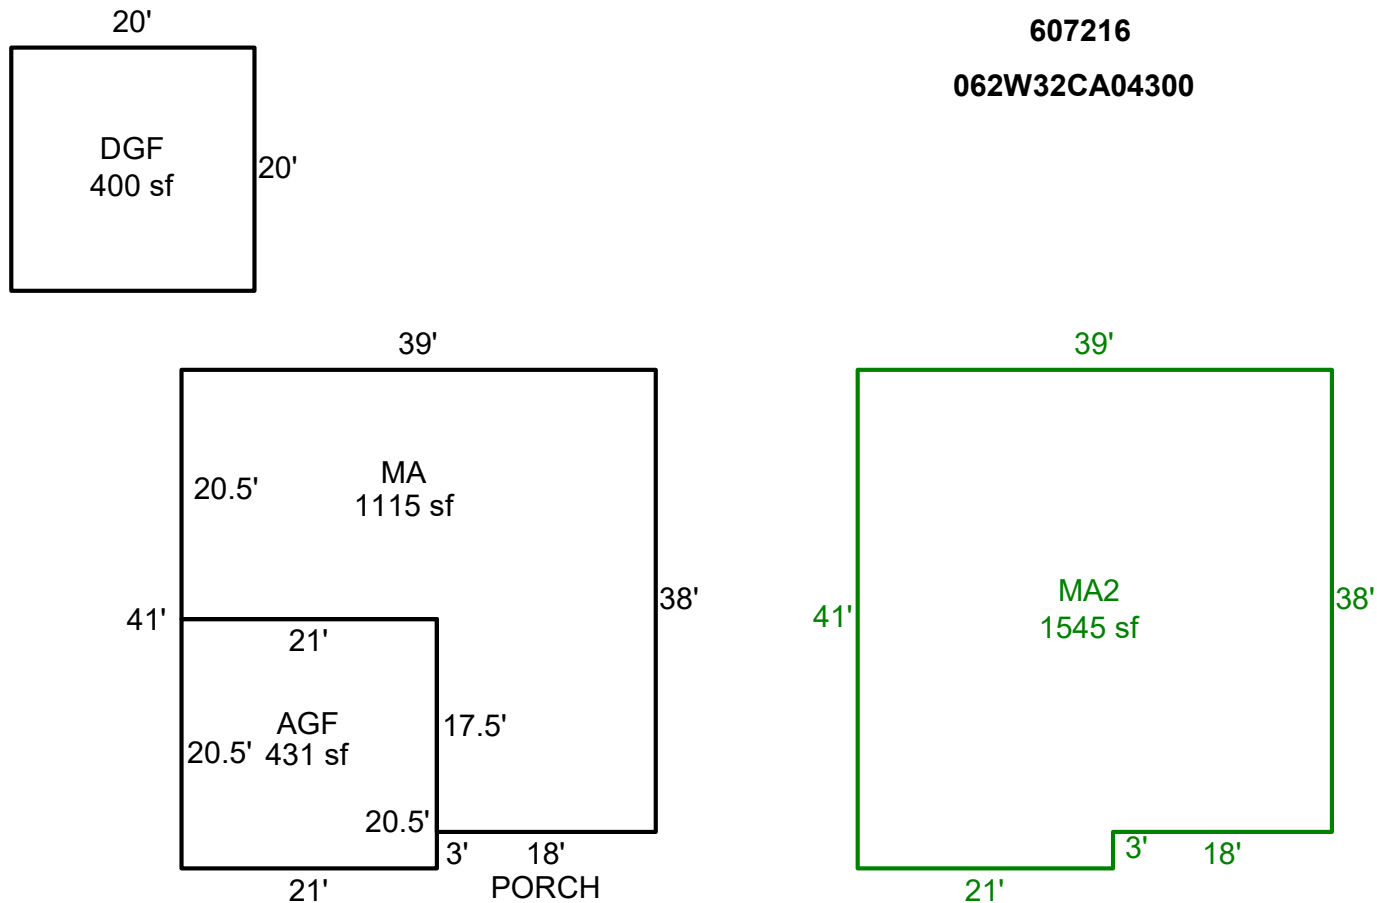 20'
607216
062W32CA04300
DGF
400 sf
20'
39'
20.5'
MA
1115 sf
38'
41'
21'
AGF
431 sf
17.5'
20.5'
20.5'
3'
18'
21'
PORCH
39'
MA2
1545 sf
38'
41'
3'
18'
21'